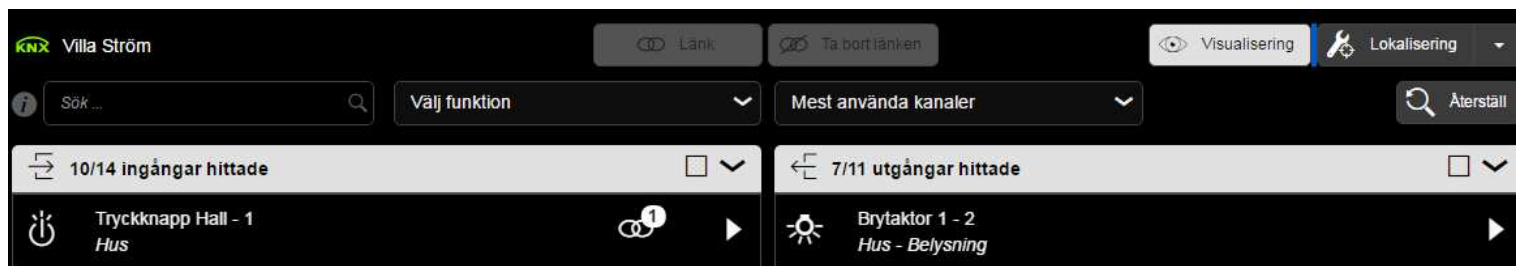 KNX Villa Ström
Länk
Ta bort länken
Visualisering
Lokalisering
i
Sök ...
Välj funktion
Mest använda kanaler
Återställ
10/14 ingångar hittade
7/11 utgångar hittade
Tryckknapp Hall - 1
Hus
1
Brytaktor 1 - 2
Hus - Belysning